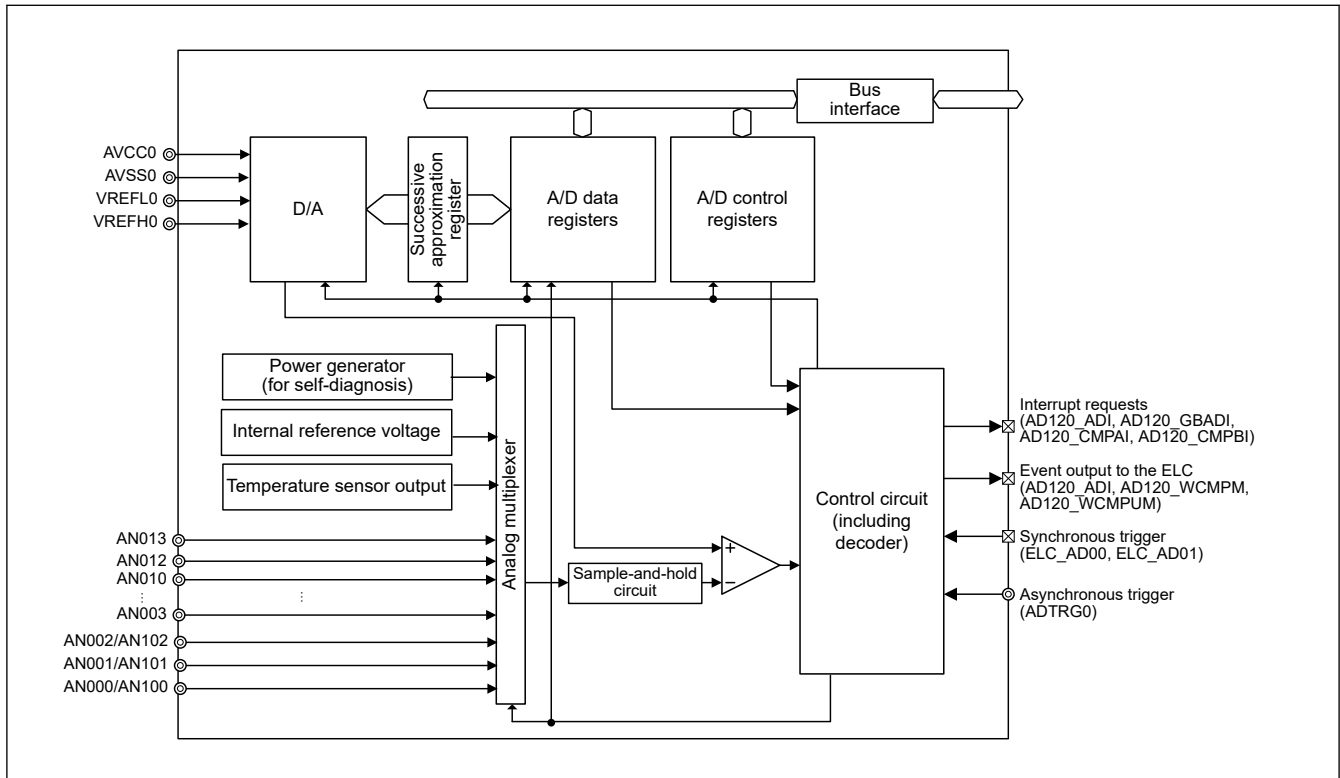 Bus
interface
AVCC0
AVSS0
VREFL0
VREFH0
D/A
Successive
approximation
register
A/D data
registers
A/D control
registers
Power generator
(for self-diagnosis)
Internal reference voltage
Temperature sensor output
Analog multiplexer
AN013
AN012
AN010
AN003
AN002/AN102
AN001/AN101
AN000/AN100
Sample-and-hold
circuit
+
−
Control circuit
(including
decoder)
Interrupt requests
(AD120_ADI, AD120_GBADI,
AD120_CMPAI, AD120_CMPBI)
Event output to the ELC
(AD120_ADI, AD120_WCMPM,
AD120_WCMPUM)
Synchronous trigger
(ELC_AD00, ELC_AD01)
Asynchronous trigger
(ADTRG0)